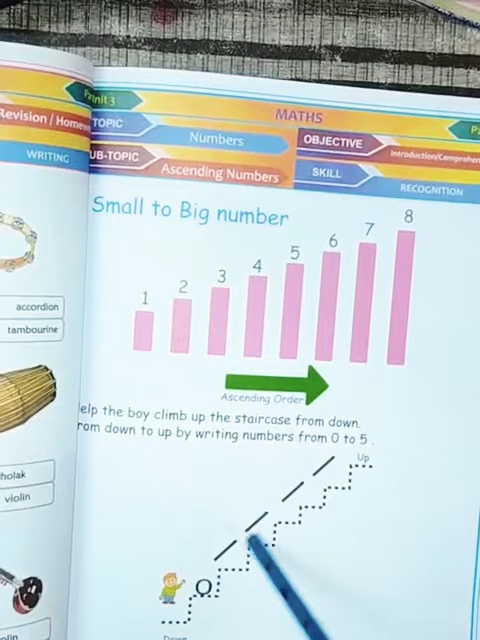 Revision / Homew
WRITING
accordion
tambourine
holak
violin
olin
Unit 3
MATHS
TOPIC
Numbers
OBJECTIVE
Introduction/Comprehen
UB-TOPIC
Ascending Numbers
SKILL
RECOGNITION
Small to Big number
1 2 3 4 5 6 7 8
Ascending Order
elp the boy climb up the staircase from down.
rom down to up by writing numbers from 0 to 5 .
Up
0
Down